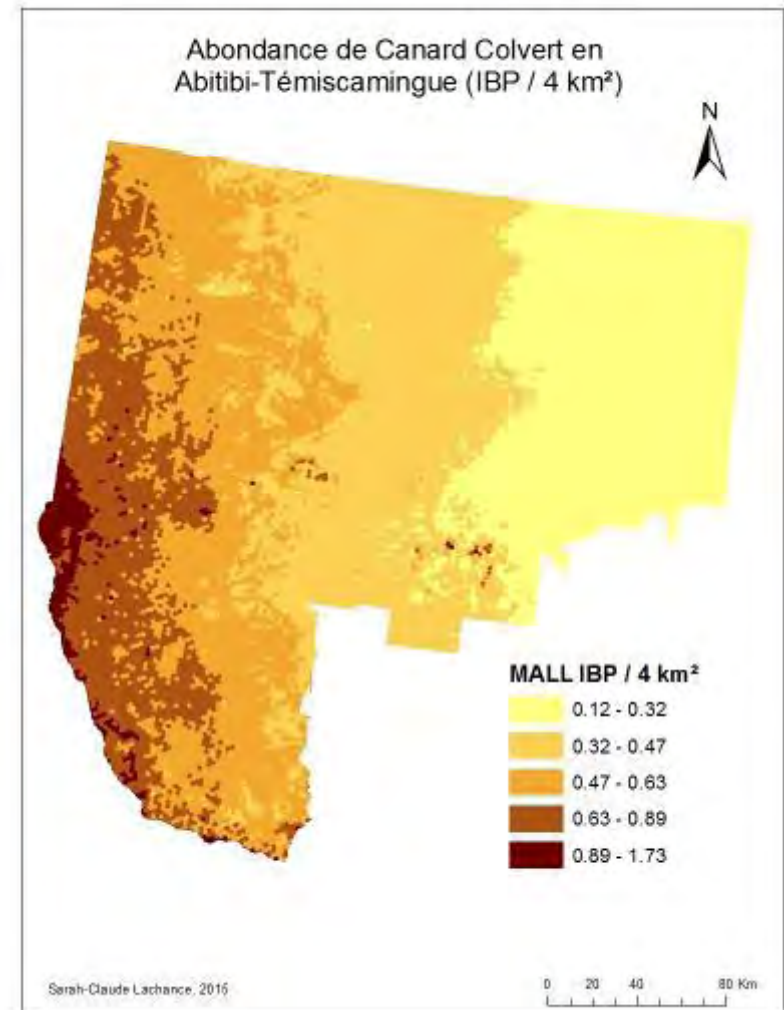 Abondance de Canard Colvert en
Abitibi-Témiscamingue (IBP / 4 km²)
N
MALL IBP / 4 km²
0.12 - 0.32
0.32 - 0.47
0.47 - 0.63
0.63 - 0.89
0.89 - 1.73
Sarah-Claude Lachance, 2015
0 20 40 80 Km